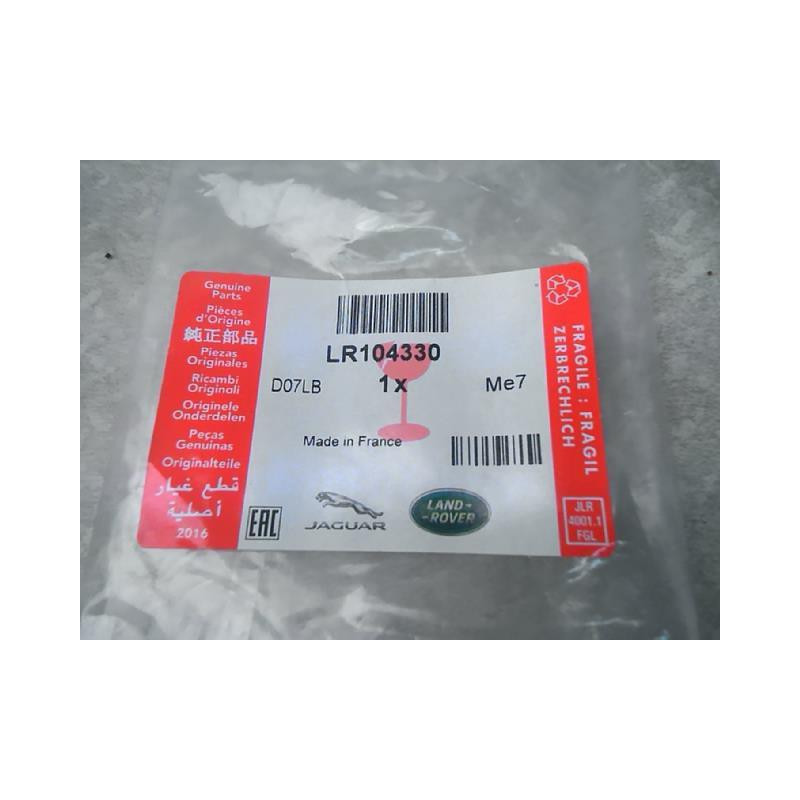 Genuine
Parts
Pièces
d'Origine
純正部品
Piezas
Originales
Ricambi
Originali
Originele
Onderdelen
Peças
Genuinas
Originalteile
قطع غيار
أصلية
2016
LR104330
D07LB
1x
Me7
Made in France
EAC
JAGUAR
LAND-
-ROVER
FRAGILE : FRAGIL
ZERBRECHLICH
JLR
4001.1
FGL